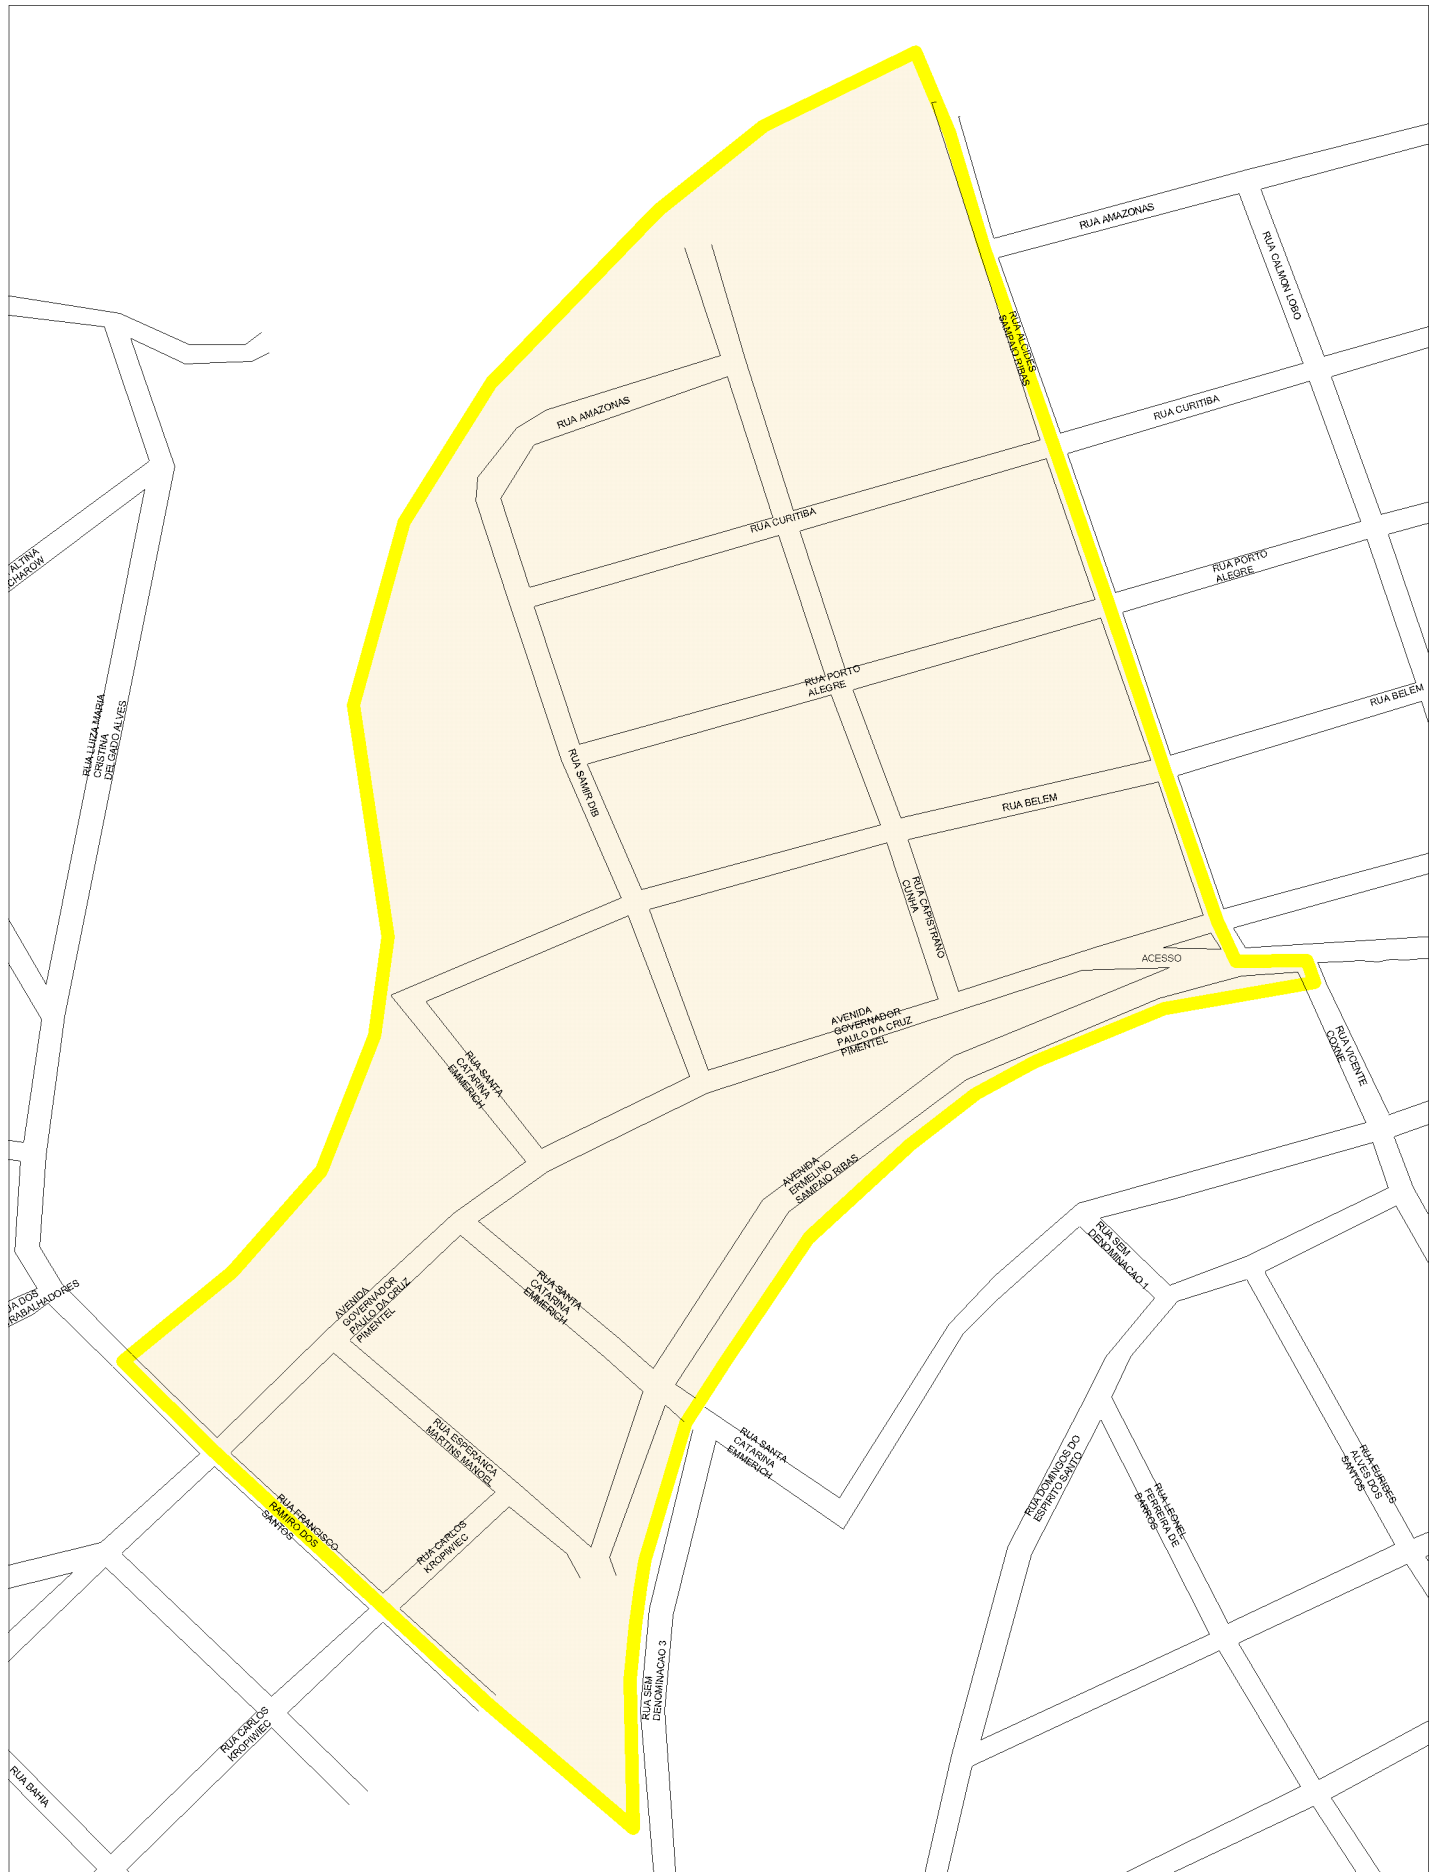 RUA AMAZONAS
RUA CALMON LOBO
RUA ALCIDES
SAMPAIO RIBAS
RUA AMAZONAS
RUA CURITIBA
RUA CURITIBA
ALTINA
CHAROW
RUA PORTO
ALEGRE
RUA PORTO
ALEGRE
RUA BELEM
RUA LUIZA MARIA
CRISTINA
DELGADO ALVES
RUA SAMIR DIB
RUA BELEM
RUA CAPISTRANO
CUNHA
ACESSO
AVENIDA
GOVERNADOR
PAULO DA CRUZ
PIMENTEL
RUA VICENTE
COXNE
RUA SANTA
CATARINA
EMMERICH
AVENIDA
ERMELINO
SAMPAIO RIBAS
RUA SEM
DENOMINACAO 1
RUA SANTA
CATARINA
EMMERICH
AVENIDA
GOVERNADOR
PAULO DA CRUZ
PIMENTEL
UA DOS
TRABALHADORES
RUA ESPERANCA
MARTINS MANOEL
RUA SANTA
CATARINA
EMMERICH
RUA DOMINGOS DO
ESPIRITO SANTO
RUA EURIDES
ALVES DOS
SANTOS
RUA LEONEL
FERREIRA DE
BARROS
RUA FRANCISCO
RAMIRO DOS
SANTOS
RUA CARLOS
KROPIWIEC
RUA SEM
DENOMINACAO 3
RUA CARLOS
KROPIWIEC
RUA BAHIA